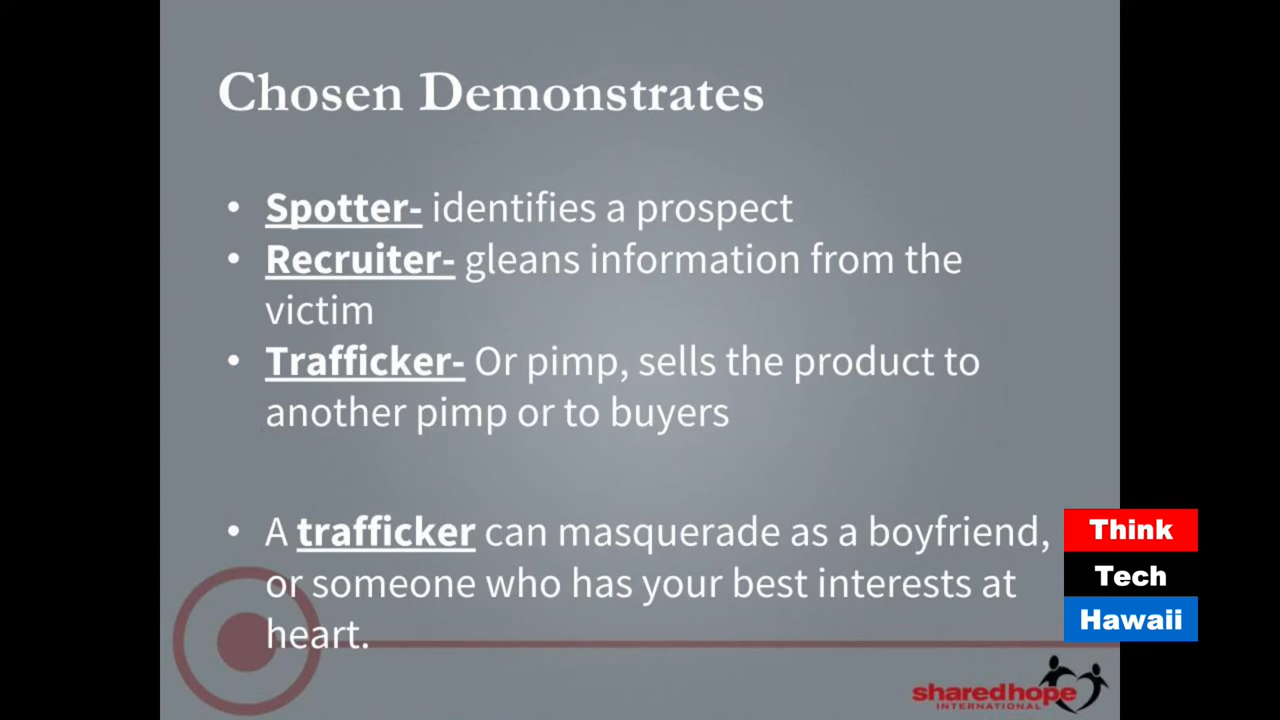 Chosen Demonstrates
• Spotter- identifies a prospect
• Recruiter- gleans information from the
victim
• Trafficker- Or pimp, sells the product to
another pimp or to buyers
• A trafficker can masquerade as a boyfriend,
or someone who has your best interests at
heart.
Think
Tech
Hawaii
sharedhope
INTERNATIONAL